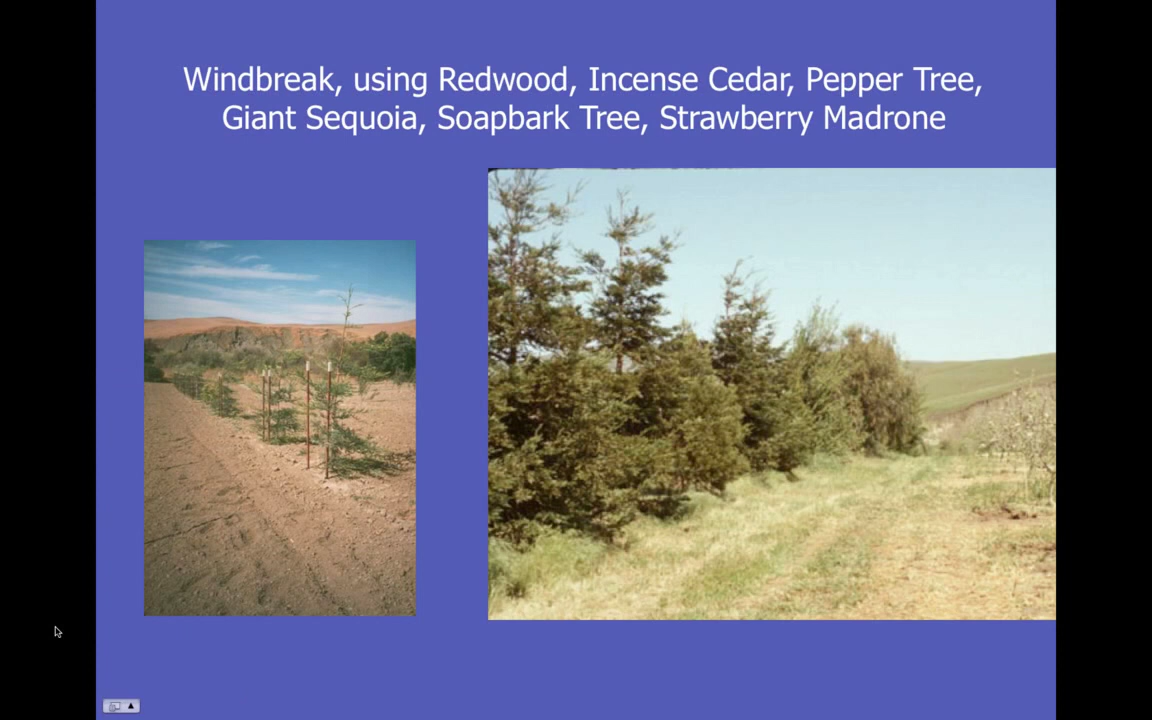 Windbreak, using Redwood, Incense Cedar, Pepper Tree,
Giant Sequoia, Soapbark Tree, Strawberry Madrone